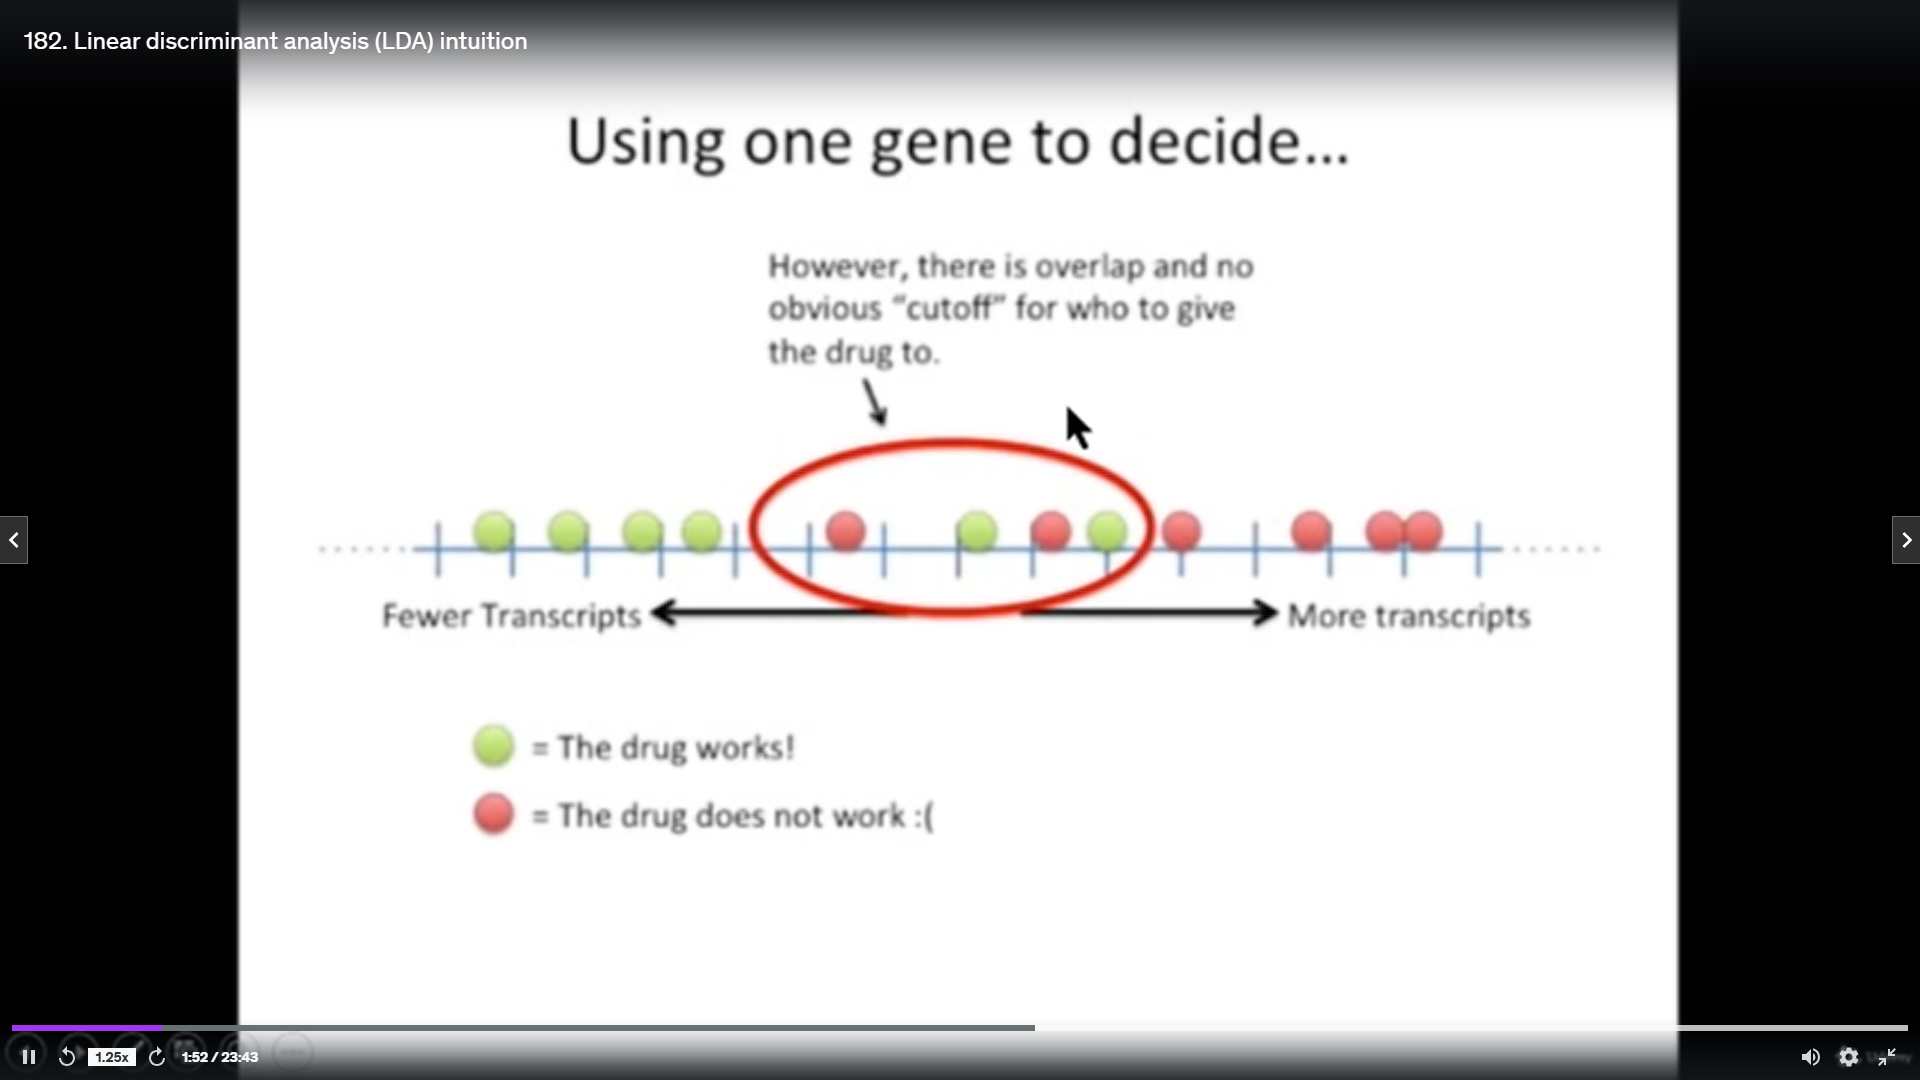 182. Linear discriminant analysis (LDA) intuition
Using one gene to decide...
However, there is overlap and no
obvious “cutoff” for who to give
the drug to.
Fewer Transcripts
More transcripts
= The drug works!
= The drug does not work :(
1.25x
1:52 / 23:43